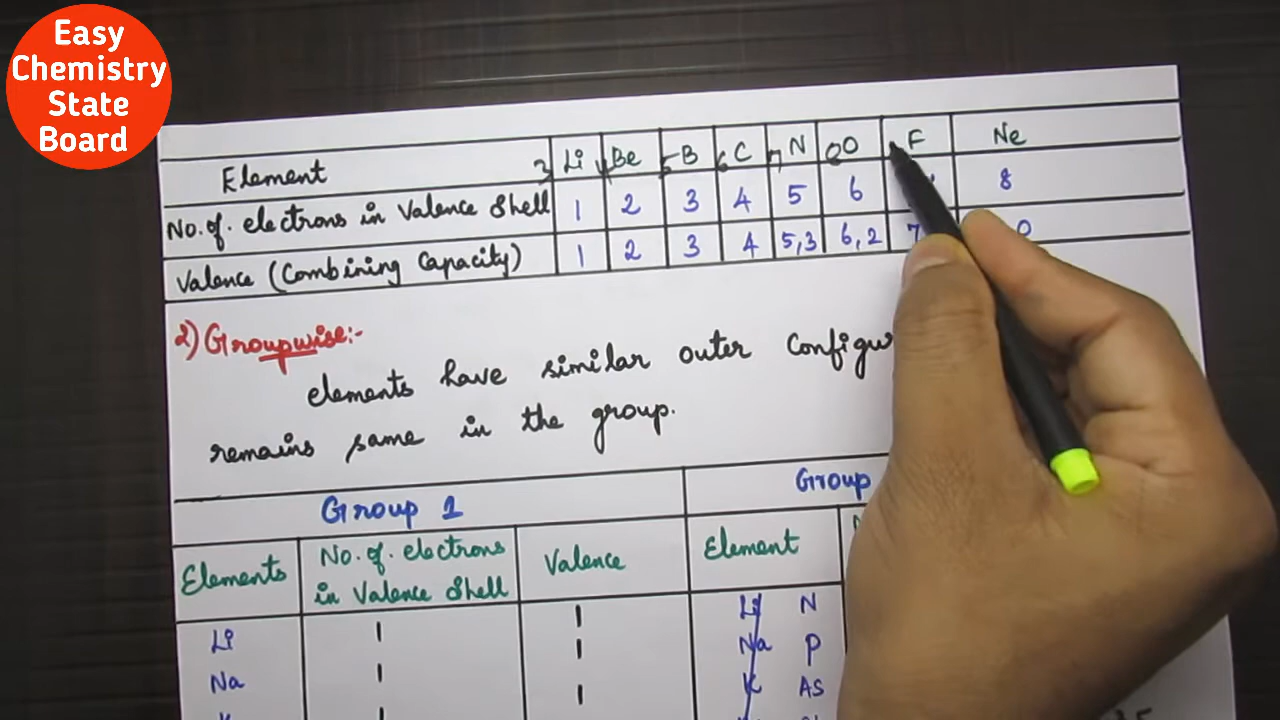 Easy
Chemistry
State
Board
Element 3 Li 4 Be 5 B 6 C 7 N 8 O F Ne
No. of. electrons in Valence Shell 1 2 3 4 5 6 8
Valence (Combining Capacity) 1 2 3 4 5,3 6,2 7 0
2) Groupwise:-
elements have similar outer
remains same in the group.
Group 1 Group
Elements No. of. electrons in Valence Shell Valence Element
Li 1 1 Li N
Na 1 1 Na P
1 K AS